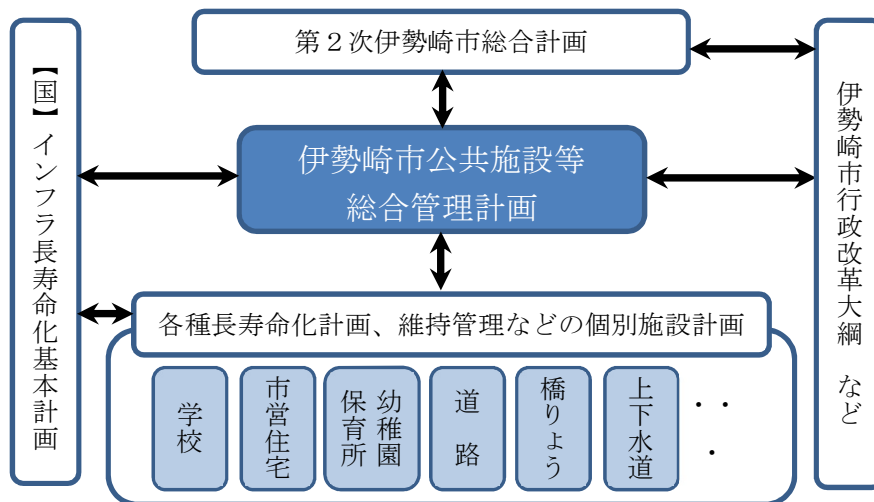 第２次伊勢崎市総合計画
【国】インフラ長寿命化基本計画
伊勢崎市公共施設等
総合管理計画
伊勢崎市行政改革大綱 など
各種長寿命化計画、維持管理などの個別施設計画
学校
市営住宅
幼稚園
保育所
道 路
橋りょう
上下水道
・・・